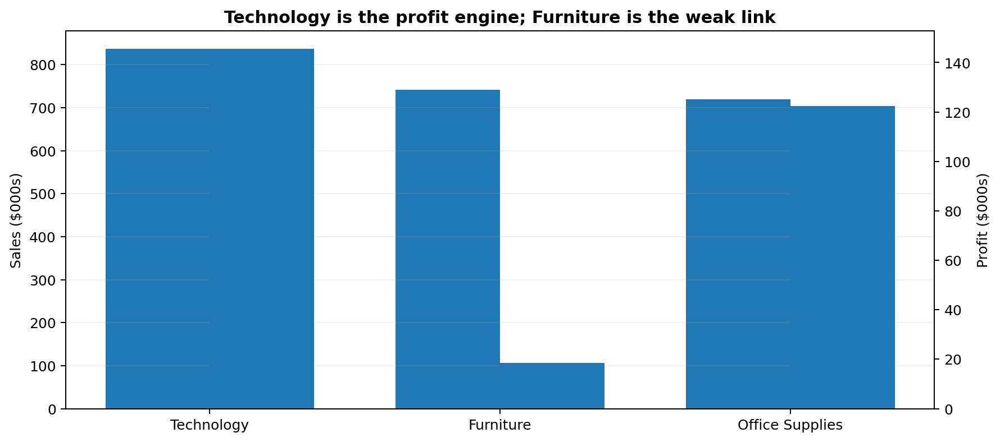 Technology is the profit engine; Furniture is the weak link
Sales ($000s)
800
700
600
500
400
300
200
100
0
Profit ($000s)
140
120
100
80
60
40
20
0
Technology
Furniture
Office Supplies